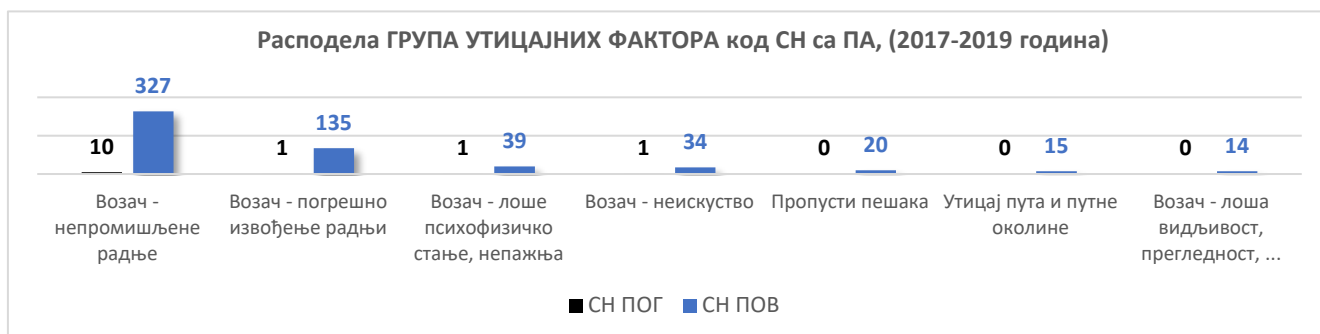 Расподела ГРУПА УТИЦАЈНИХ ФАКТОРА код СН са ПА, (2017-2019 година)
10 327 1 135 1 39 1 34 0 20 0 15 0 14
Возач -
непромишљене
радње
Возач - погрешно
извођење радњи
Возач - лоше
психофизичко
стање, непажња
Возач - неискуство
Пропусти пешака
Утицај пута и путне
околине
Возач - лоша
видљивост,
прегледност, ...
СН ПОГ СН ПОВ